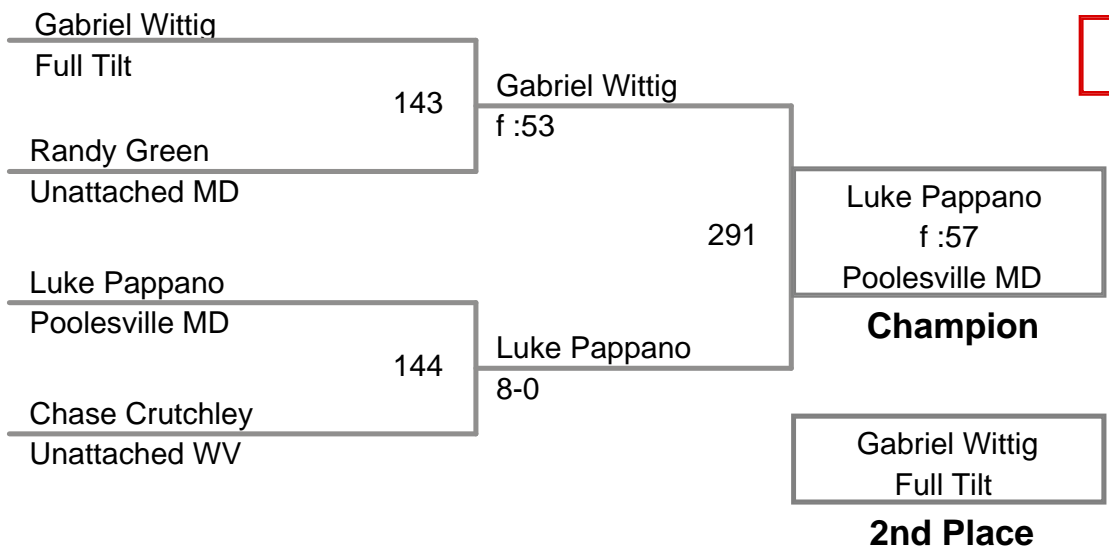 Gabriel Wittig
Full Tilt
143
Randy Green
Unattached MD
Gabriel Wittig
f :53
Luke Pappano
Poolesville MD
144
Chase Crutchley
Unattached WV
Luke Pappano
8-0
291
Luke Pappano
f :57
Poolesville MD
Champion
Gabriel Wittig
Full Tilt
2nd Place